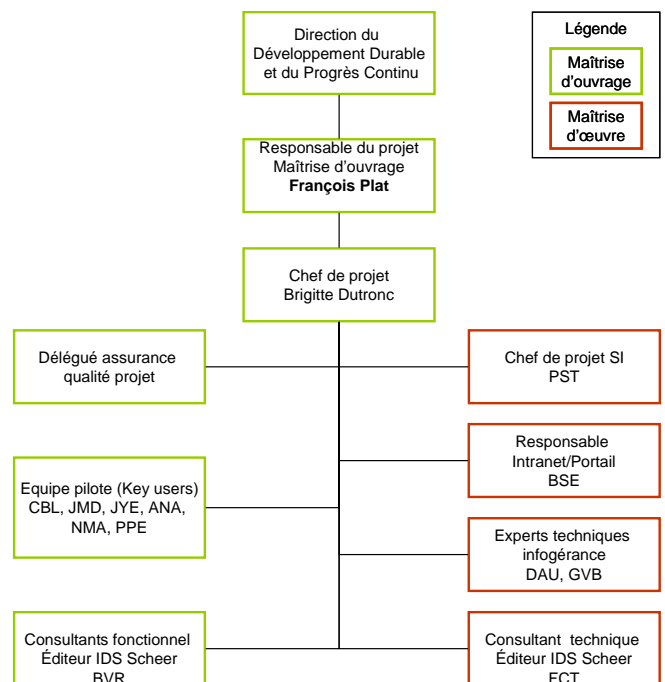 Direction du
Développement Durable
et du Progrès Continu
Légende
Maîtrise
d'ouvrage
Maîtrise
d'œuvre
Responsable du projet
Maîtrise d'ouvrage
François Plat
Chef de projet
Brigitte Dutronc
Délégué assurance
qualité projet
Chef de projet SI
PST
Responsable
Intranet/Portail
BSE
Equipe pilote (Key users)
CBL, JMD, JYE, ANA,
NMA, PPE
Experts techniques
infogérance
DAU, GVB
Consultants fonctionnel
Éditeur IDS Scheer
BVR
Consultant technique
Éditeur IDS Scheer